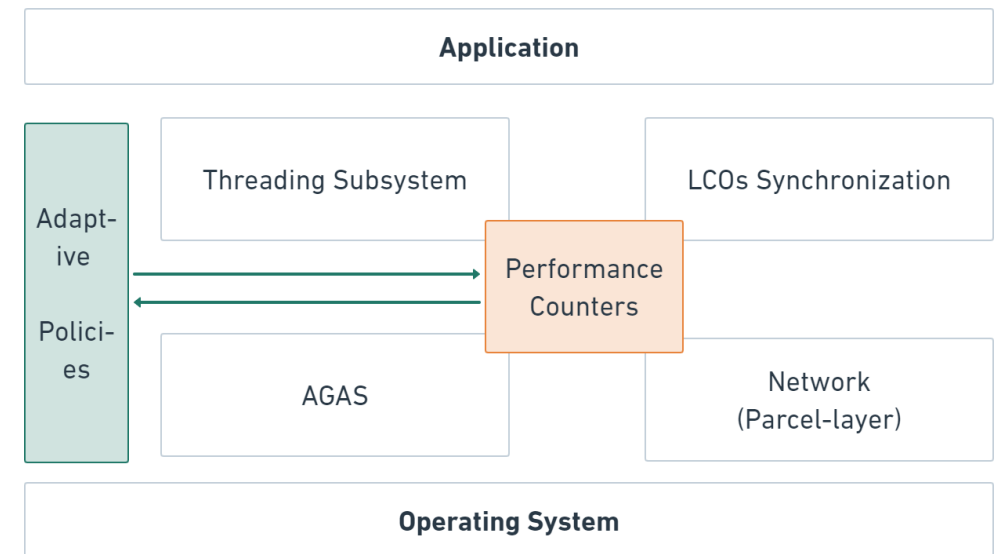 Application
Threading Subsystem
LCOs Synchronization
Adapt-
ive
Polici-
es
Performance
Counters
AGAS
Network
(Parcel-layer)
Operating System